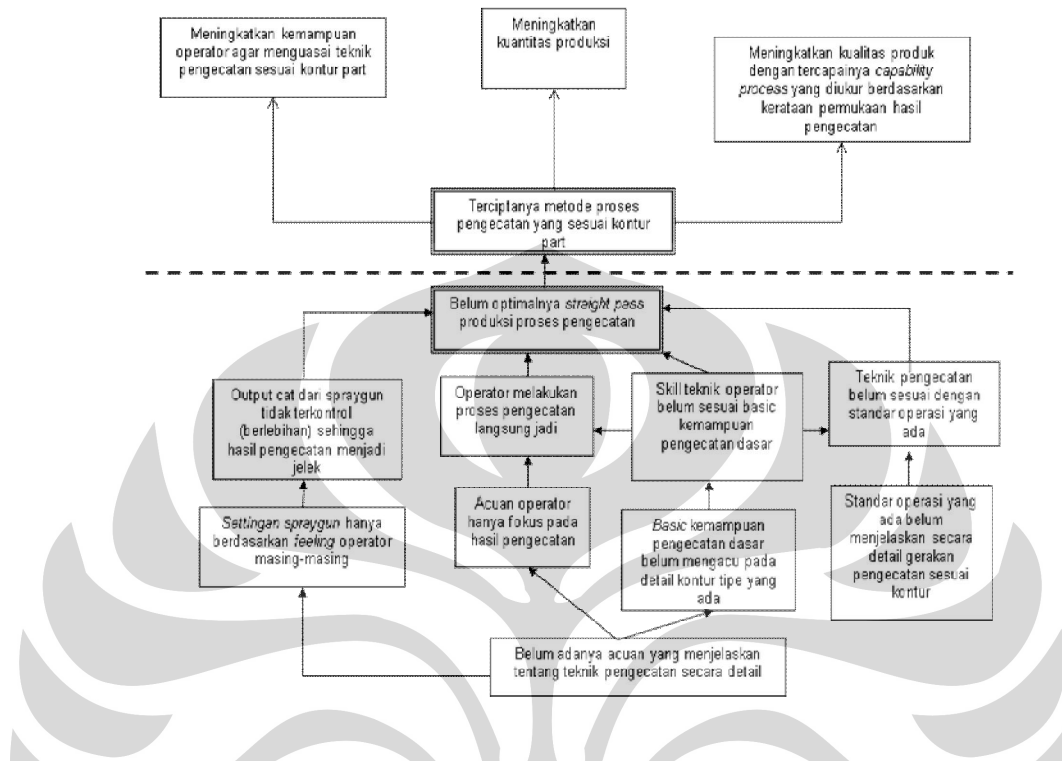 Meningkatkan kemampuan
operator agar menguasai teknik
pengecatan sesuai kontur part
Meningkatkan
kuantitas produksi
Meningkatkan kualitas produk
dengan tercapainya capability
process yang diukur berdasarkan
kerataan permukaan hasil
pengecatan
Terciptanya metode proses
pengecatan yang sesuai kontur
part
Belum optimalnya straight pass
produksi proses pengecatan
Output cat dari spraygun
tidak terkontrol
(berlebihan) sehingga
hasil pengecatan menjadi
jelek
Operator melakukan
proses pengecatan
langsung jadi
Skill teknik operator
belum sesuai basic
kemampuan
pengecatan dasar
Teknik pengecatan
belum sesuai dengan
standar operasi yang
ada
Settingan spraygun hanya
berdasarkan feeling operator
masing-masing
Acuan operator
hanya fokus pada
hasil pengecatan
Basic kemampuan
pengecatan dasar
belum mengacu pada
detail kontur tipe yang
ada
Standar operasi yang
ada belum
menjelaskan secara
detail gerakan
pengecatan sesuai
kontur
Belum adanya acuan yang menjelaskan
tentang teknik pengecatan secara detail